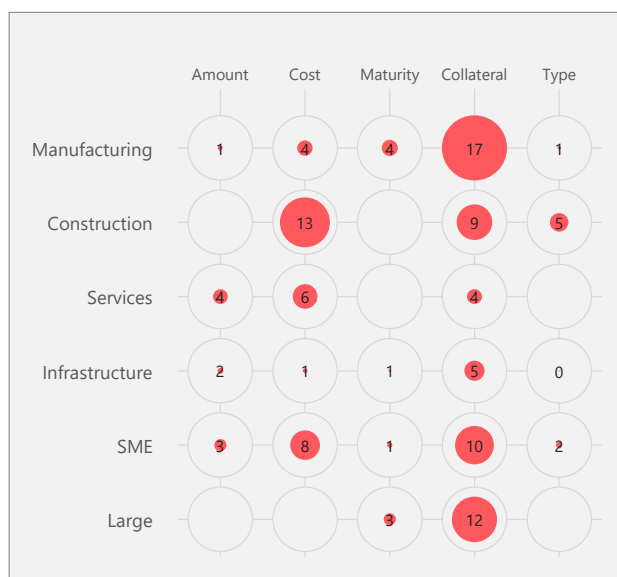 Amount Cost Maturity Collateral Type
Manufacturing 1 4 4 17 1
Construction 13 9 5
Services 4 6 4
Infrastructure 2 1 1 5 0
SME 3 8 1 10 2
Large 3 12